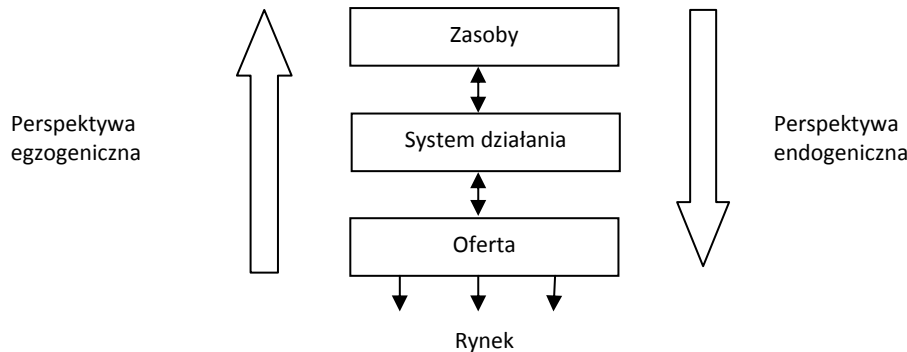 Zasoby
Perspektywa
egzogeniczna
System działania
Perspektywa
endogeniczna
Oferta
Rynek